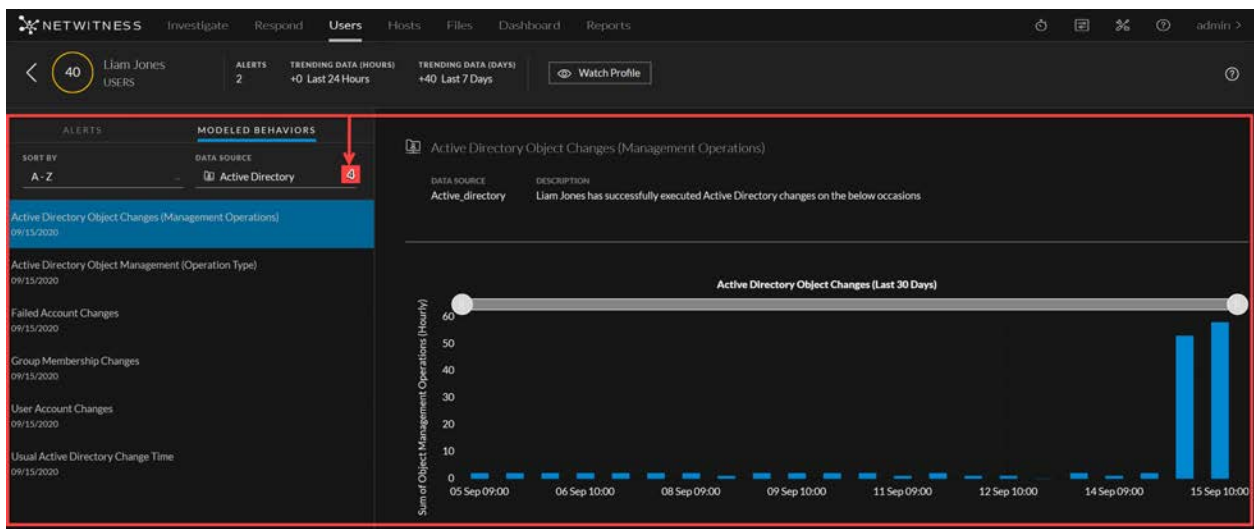 NETWITNESS Investigate Respond Users Hosts Files Dashboard Reports admin >
40 Liam Jones USERS
ALERTS 2
TRENDING DATA (HOURS) +0 Last 24 Hours
TRENDING DATA (DAYS) +40 Last 7 Days
Watch Profile
ALERTS MODELED BEHAVIORS
SORT BY DATA SOURCE
A - Z Active Directory 4
Active Directory Object Changes (Management Operations)
09/15/2020
Active Directory Object Management (Operation Type)
09/15/2020
Failed Account Changes
09/15/2020
Group Membership Changes
09/15/2020
User Account Changes
09/15/2020
Usual Active Directory Change Time
09/15/2020
Active Directory Object Changes (Management Operations)
DATA SOURCE DESCRIPTION
Active_directory Liam Jones has successfully executed Active Directory changes on the below occasions
Active Directory Object Changes (Last 30 Days)
Sum of Object Management Operations (Hourly)
60
50
40
30
20
10
0
05 Sep 09:00 06 Sep 10:00 08 Sep 09:00 09 Sep 10:00 11 Sep 09:00 12 Sep 10:00 14 Sep 09:00 15 Sep 10:00